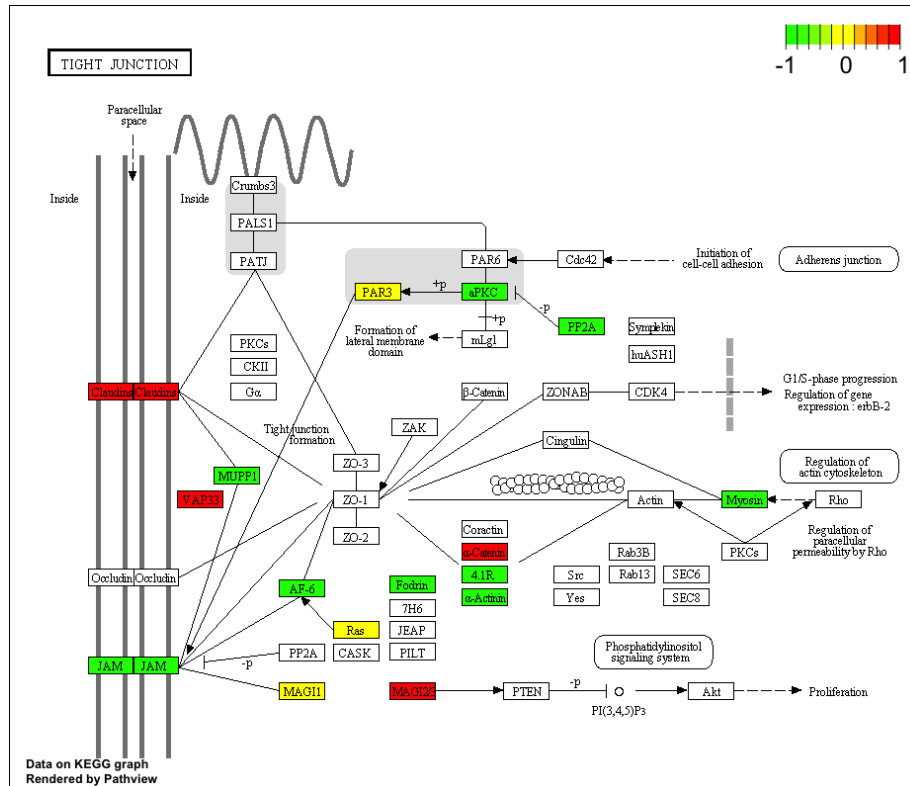 -1 0 1
TIGHT JUNCTION
Paracellular
space
Inside
Inside
Crumbs3
PALS1
PATJ
PAR6
Cdc42
Initiation of
cell-cell adhesion
Adherens junction
PAR3
+p
aPKC
-p
+p
PP2A
Symplekin
Formation of
lateral membrane
domain
mLgl
huASH1
PKCs
CKII
Gα
Claudins
Claudins
β-Catenin
ZONAB
CDK4
G1/S-phase progression
Regulation of gene
expression : erbB-2
Tight junction
formation
ZAK
Cingulin
ZO-3
MUPP1
Regulation of
actin cytoskeleton
VAP33
ZO-1
Actin
Myosin
Rho
ZO-2
Coractin
Rab3B
PKCs
Regulation of
paracellular
permeability by Rho
α-Catenin
Occludin
Occludin
AF-6
Fodrin
4.1R
Src
Rab13
SEC6
7H6
α-Actinin
Yes
SEC8
Ras
JEAP
JAM
JAM
-p
PP2A
CASK
PILT
Phosphatidylinositol
signaling system
MAGI1
MAGI2/3
PTEN
-p
Akt
Proliferation
PI(3,4,5)P3
Data on KEGG graph
Rendered by Pathview